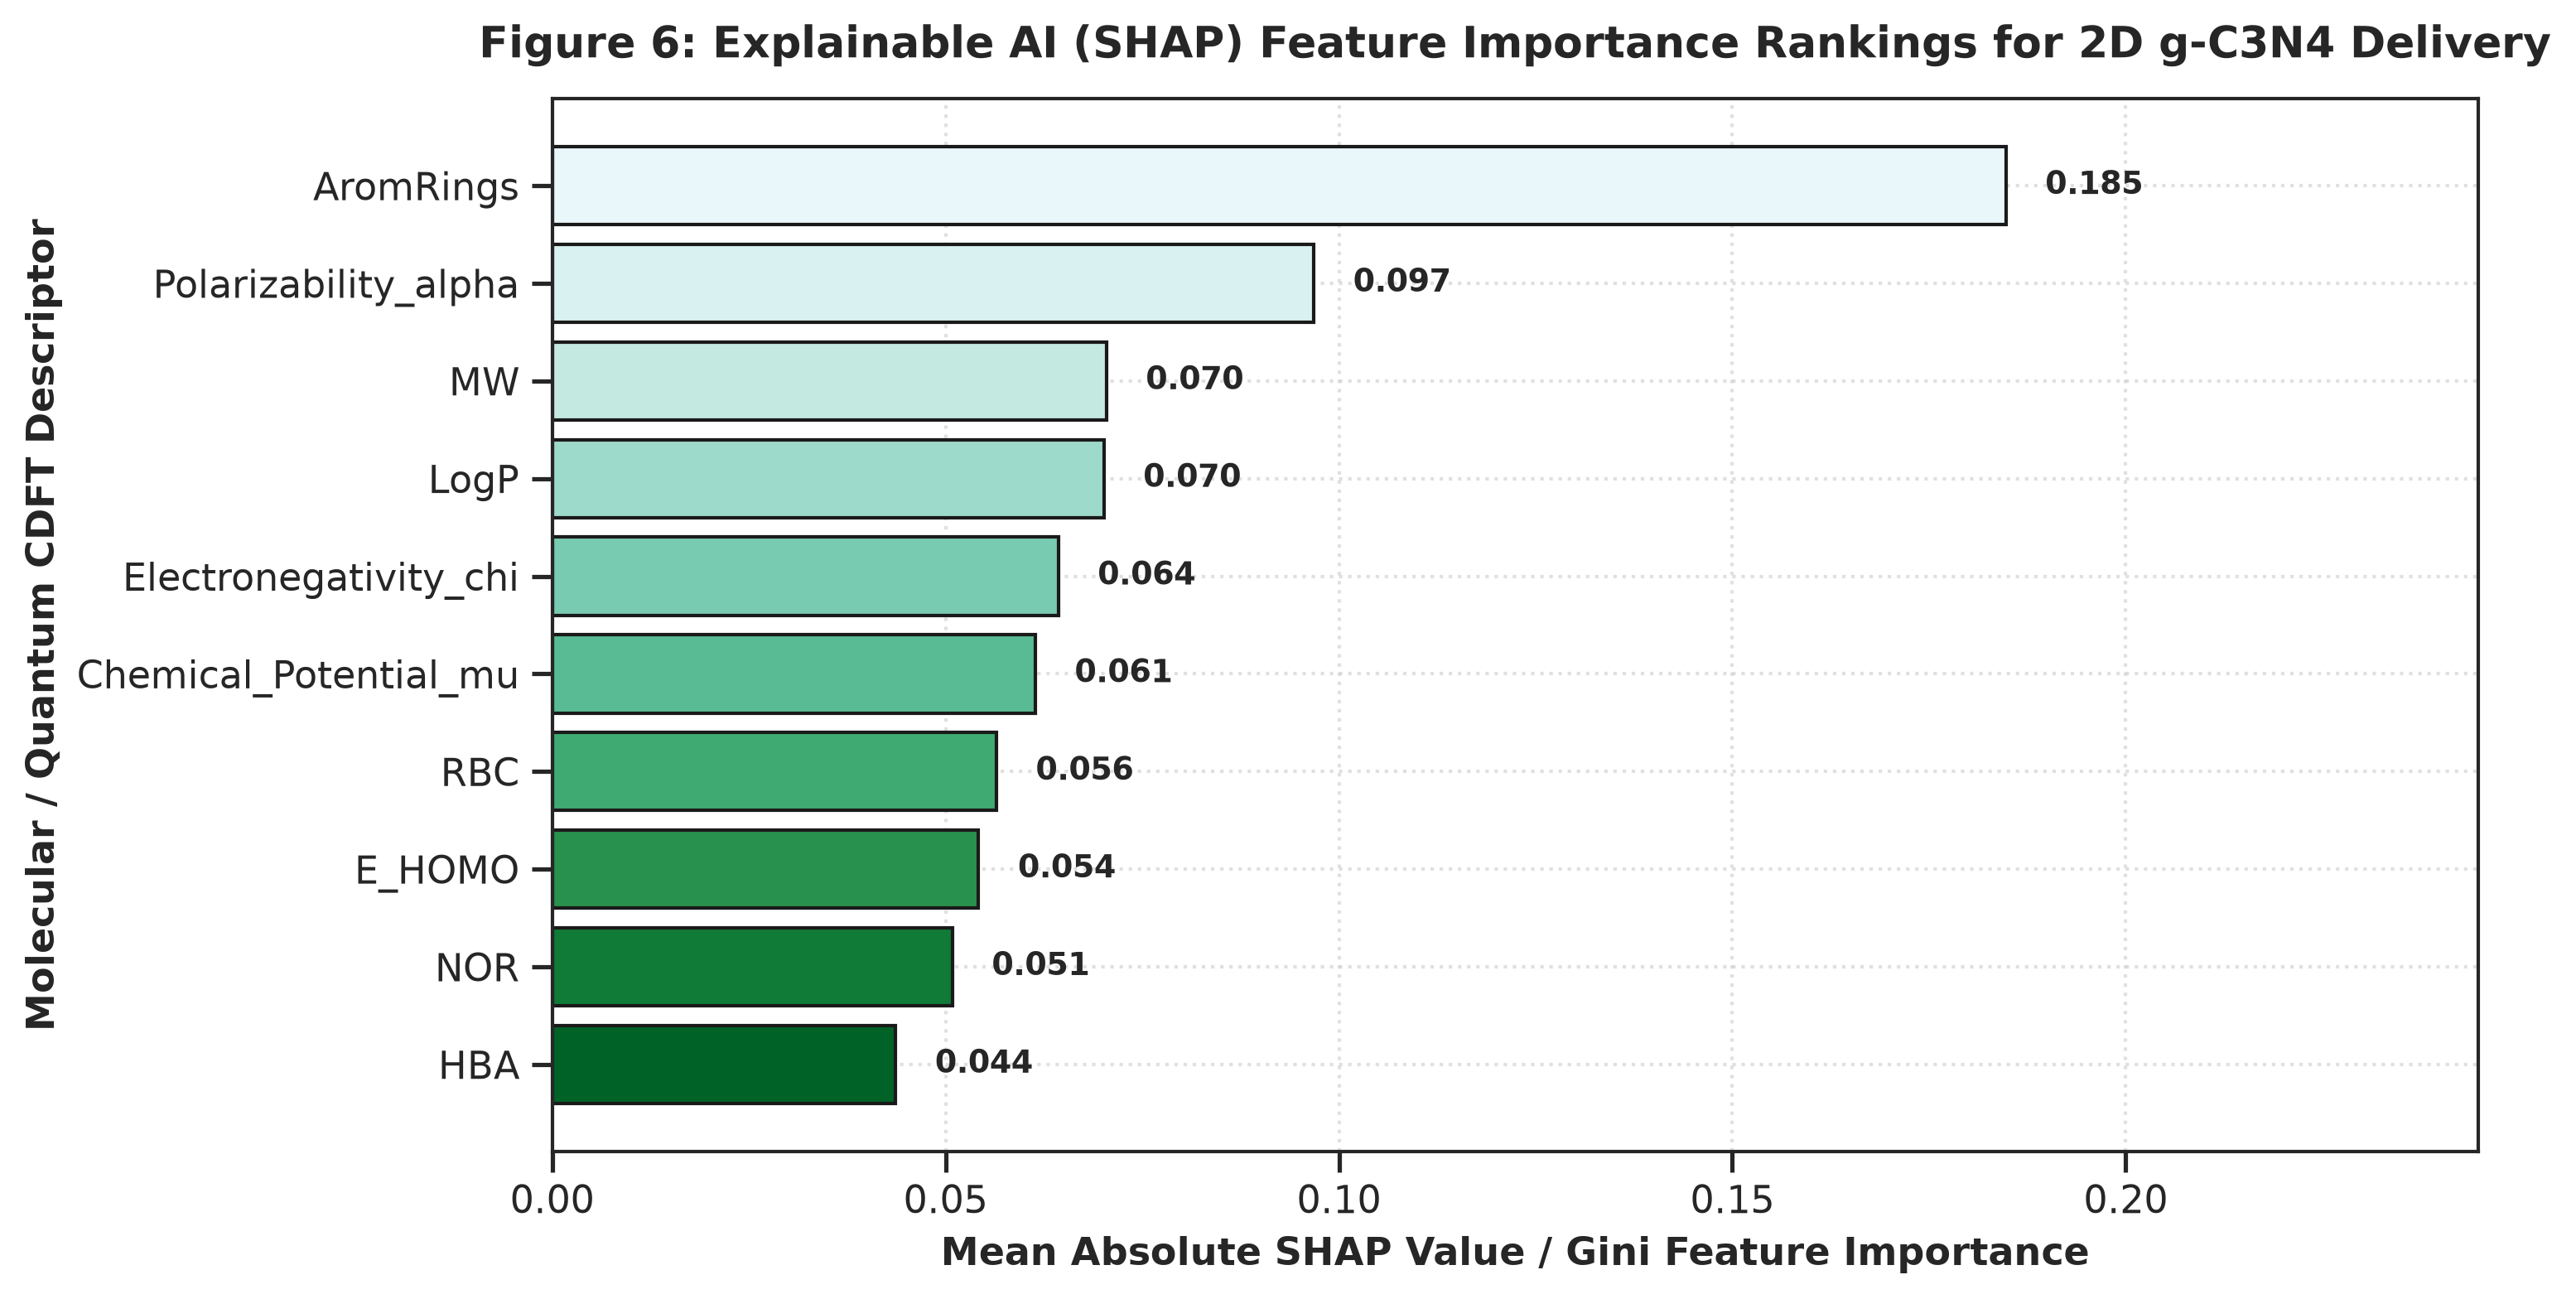 Figure 6: Explainable AI (SHAP) Feature Importance Rankings for 2D g-C3N4 Delivery
Molecular / Quantum CDFT Descriptor
AromRings 0.185
Polarizability_alpha 0.097
MW 0.070
LogP 0.070
Electronegativity_chi 0.064
Chemical_Potential_mu 0.061
RBC 0.056
E_HOMO 0.054
NOR 0.051
HBA 0.044
0.00 0.05 0.10 0.15 0.20
Mean Absolute SHAP Value / Gini Feature Importance